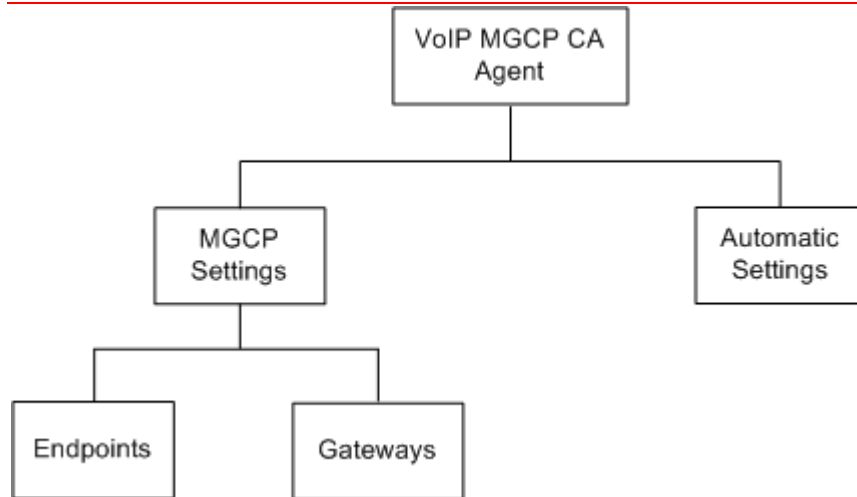 VoIP MGCP CA
Agent
MGCP
Settings
Automatic
Settings
Endpoints
Gateways